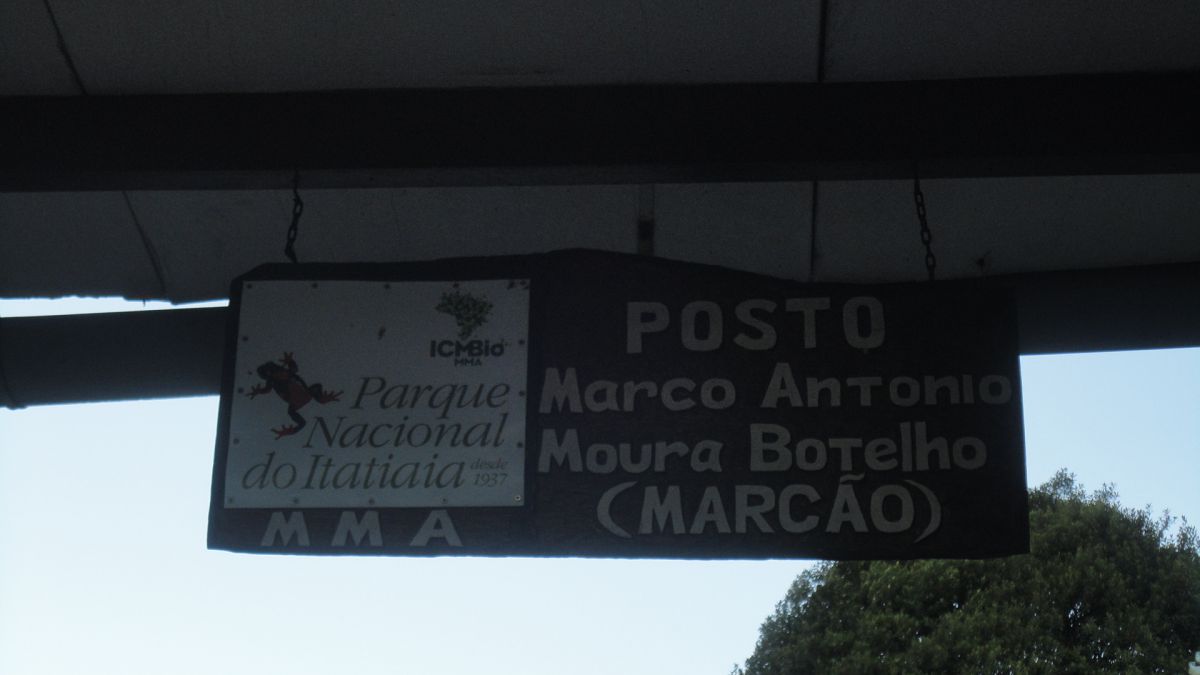 ICMBio
MMA
Parque
Nacional
do Itatiaia desde
1937
MMA
POSTO
Marco Antonio
Moura Botelho
(MARCÃO)